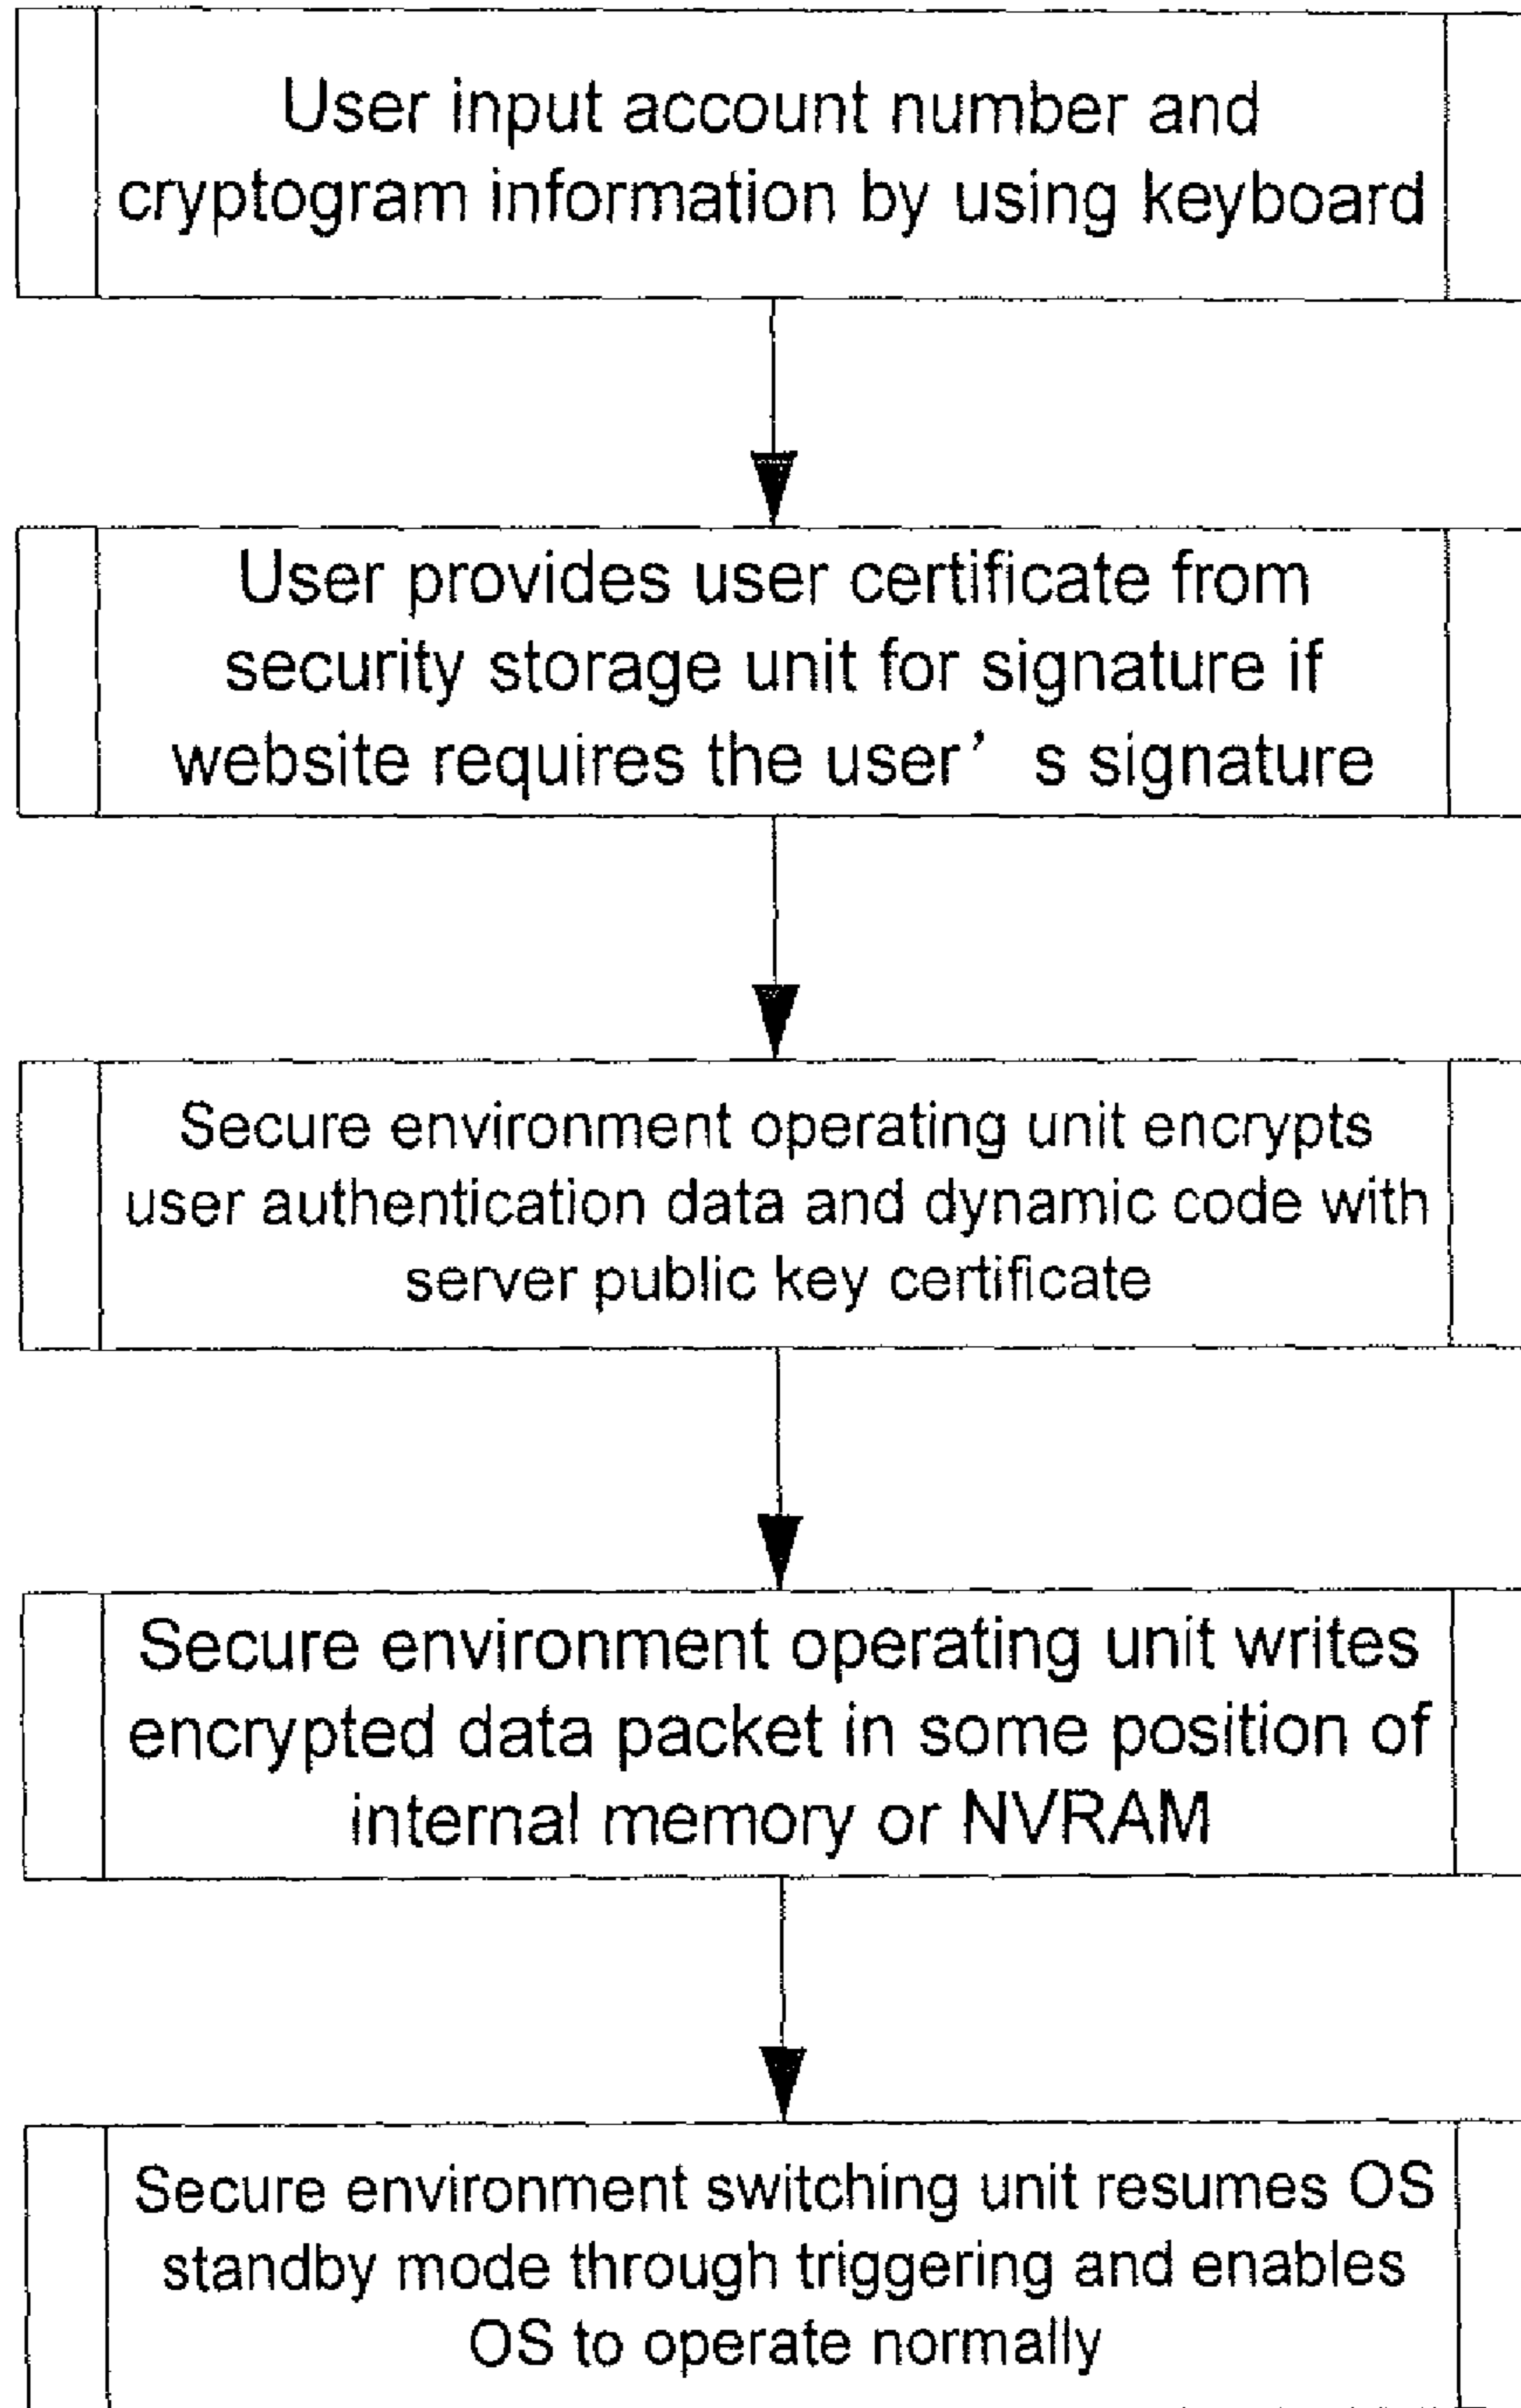 User input account number and
cryptogram information by using keyboard
User provides user certificate from
security storage unit for signature if
website requires the user’ s signature
Secure environment operating unit encrypts
user authentication data and dynamic code with
server public key certificate
Secure environment operating unit writes
encrypted data packet in some position of
internal memory or NVRAM
Secure environment switching unit resumes OS
standby mode through triggering and enables
OS to operate normally